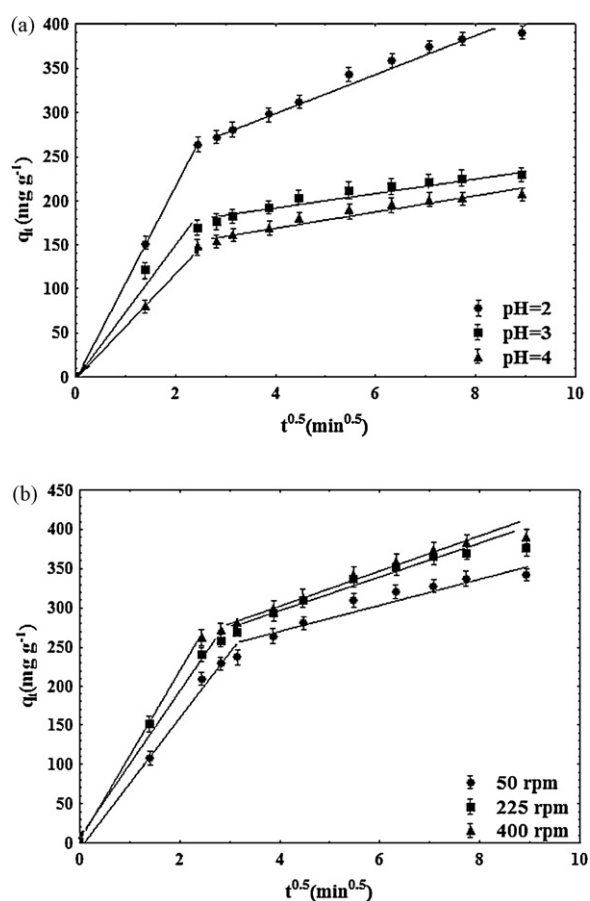 (a)
400
350
300
250
200
150
100
50
0
qt(mg g-1)
pH=2
pH=3
pH=4
0 2 4 6 8 10
t0.5(min0.5)
(b)
450
400
350
300
250
200
150
100
50
0
qt(mg g-1)
50 rpm
225 rpm
400 rpm
0 2 4 6 8 10
t0.5(min0.5)